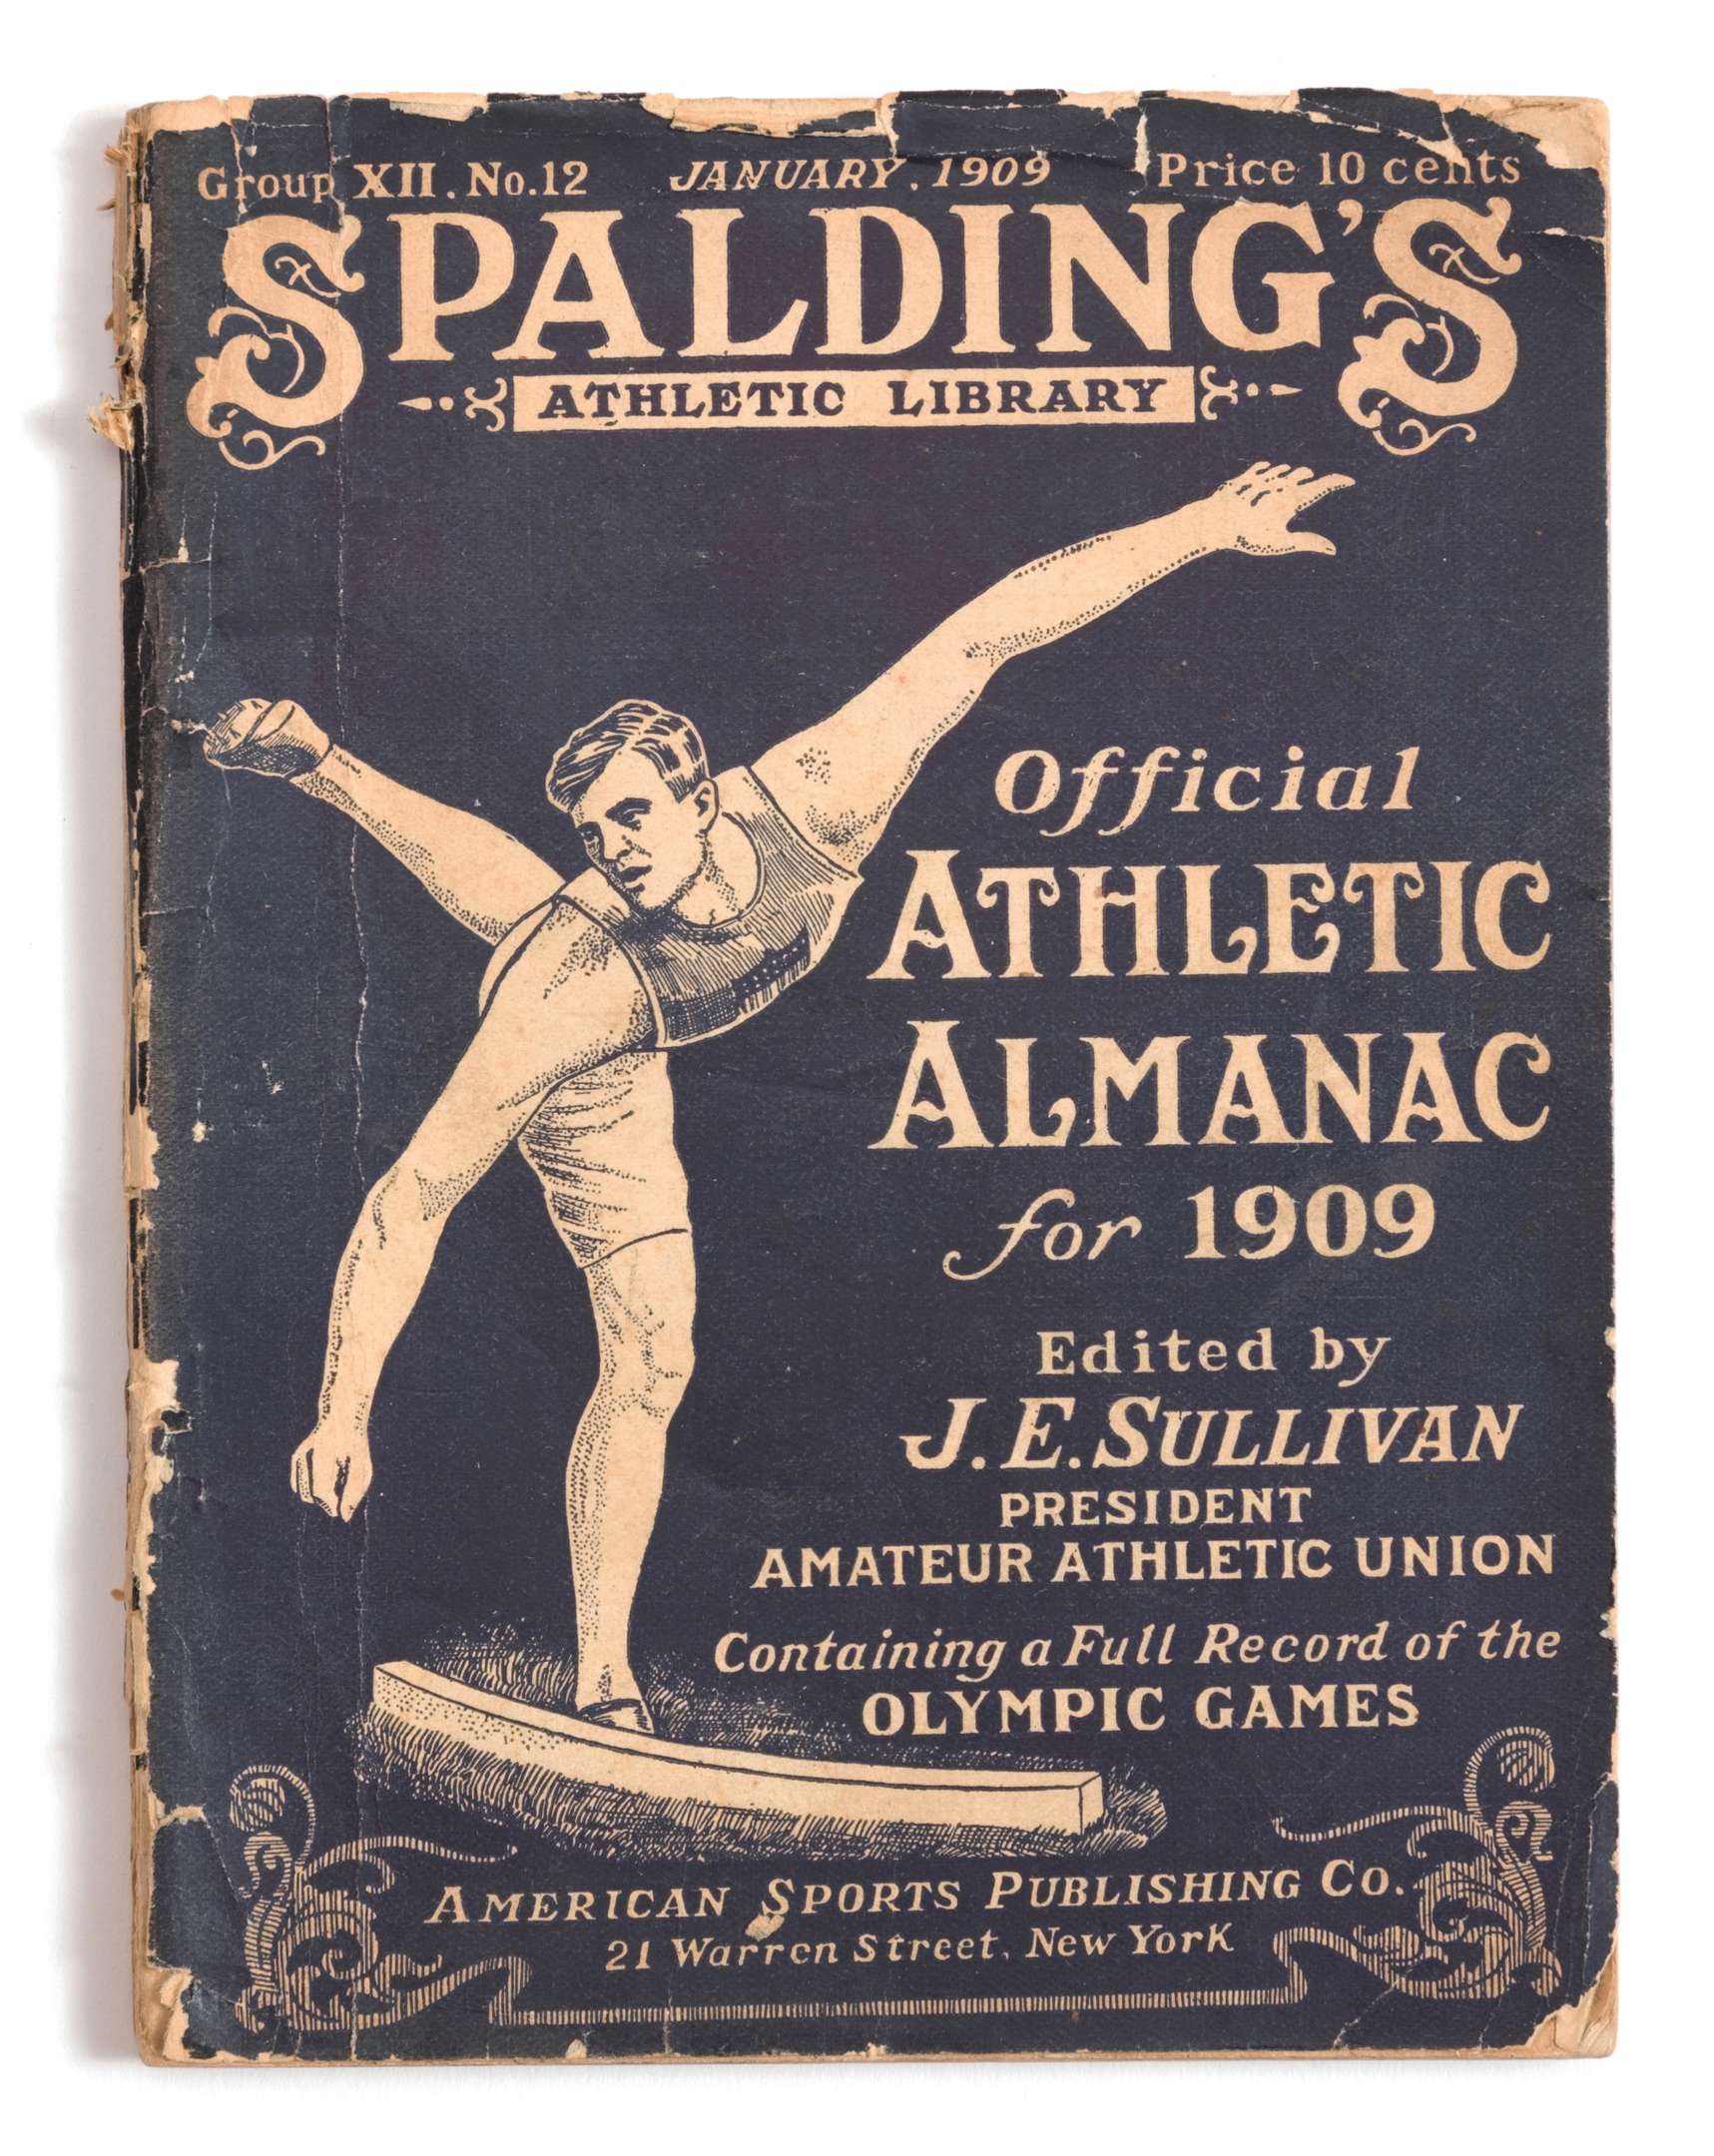 Group XII. No.12 JANUARY, 1909 Price 10 cents
SPALDING'S
ATHLETIC LIBRARY
Official
ATHLETIC
ALMANAC
for 1909
Edited by
J. E. SULLIVAN
PRESIDENT
AMATEUR ATHLETIC UNION
Containing a Full Record of the
OLYMPIC GAMES
AMERICAN SPORTS PUBLISHING CO.
21 Warren Street, New York